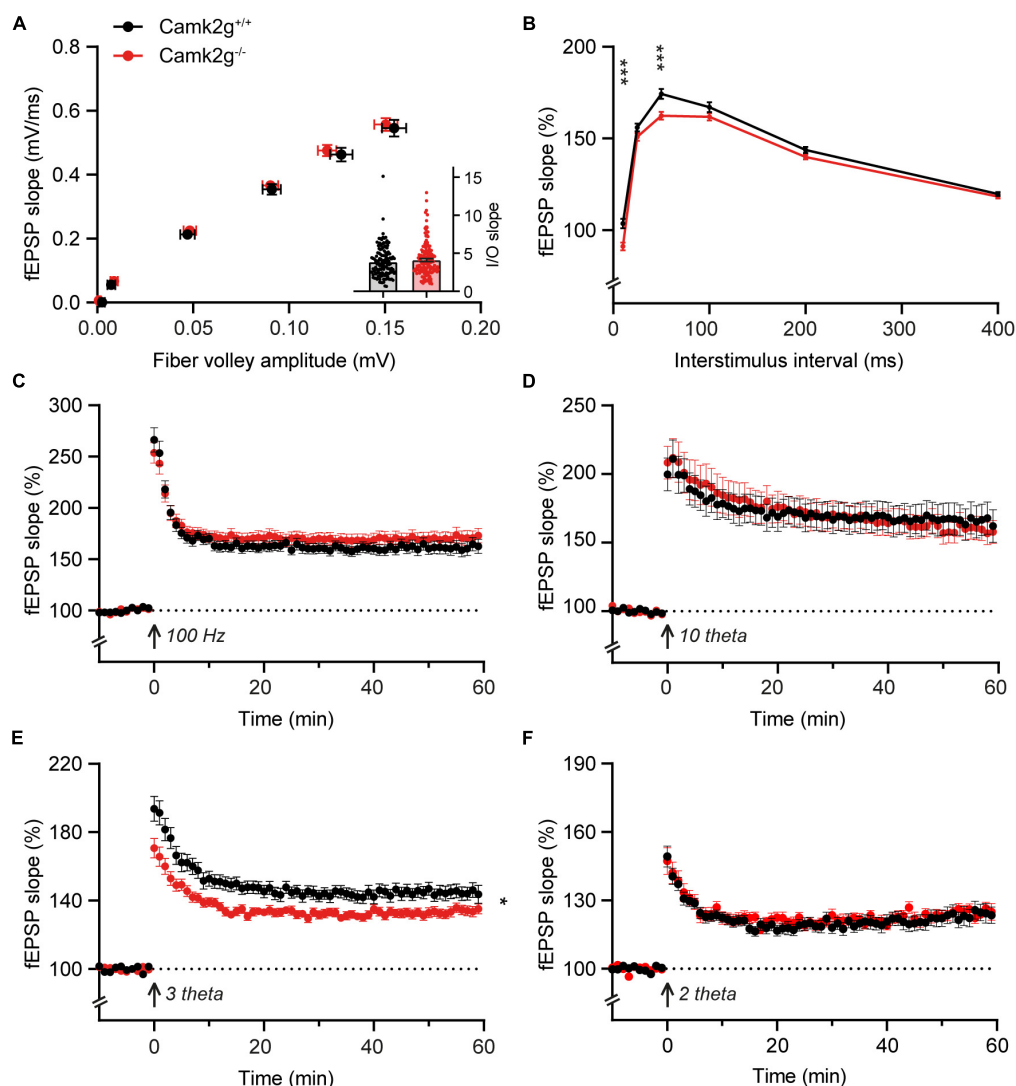 A
Camk2g+/+
Camk2g-/-
fEPSP slope (mV/ms)
0.8
0.6
0.4
0.2
0.0
0.00 0.05 0.10 0.15 0.20
Fiber volley amplitude (mV)
15
10
5
0
I/O slope
B
fEPSP slope (%)
200
150
100
*** ***
0 100 200 300 400
Interstimulus interval (ms)
C
fEPSP slope (%)
300
250
200
150
100
100 Hz
0 20 40 60
Time (min)
D
fEPSP slope (%)
250
200
150
100
10 theta
0 20 40 60
Time (min)
E
fEPSP slope (%)
220
180
140
100
*
3 theta
0 20 40 60
Time (min)
F
fEPSP slope (%)
190
160
130
100
2 theta
0 20 40 60
Time (min)